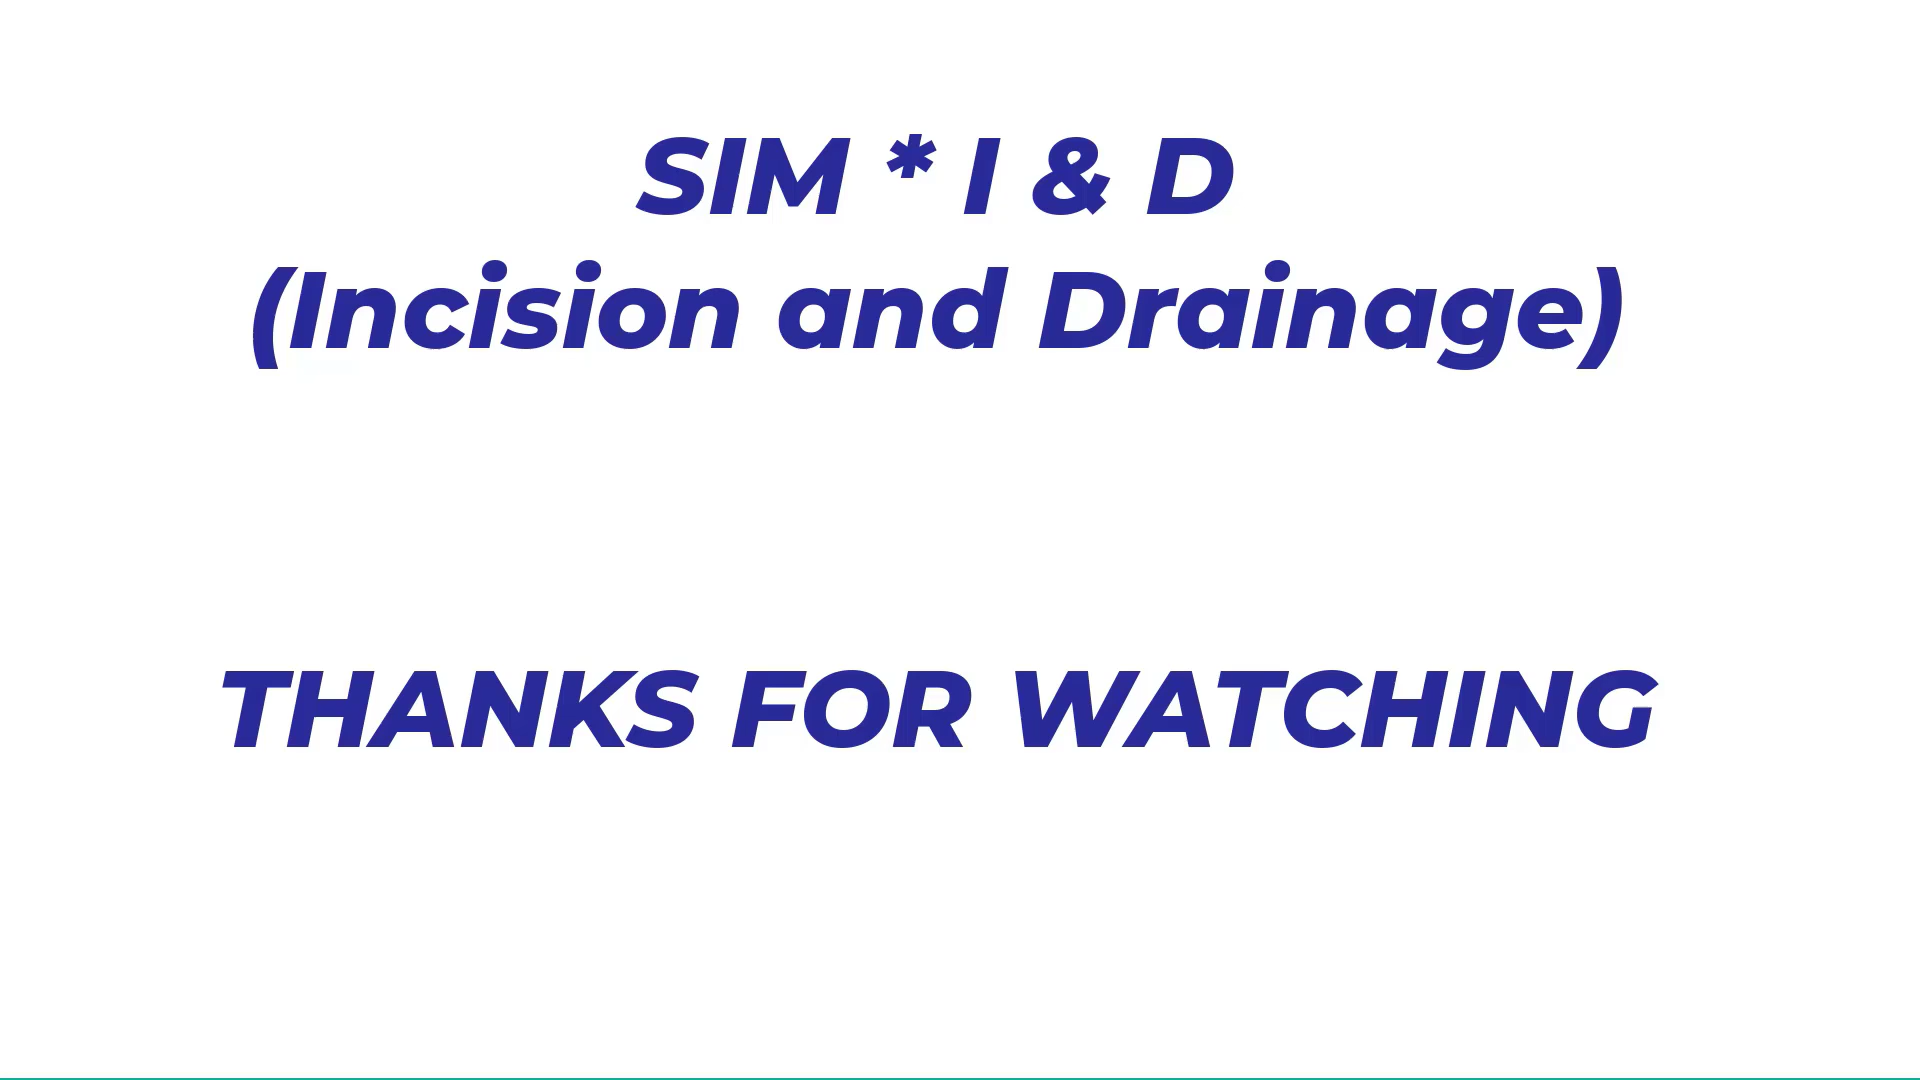 SIM * I & D
(Incision and Drainage)
THANKS FOR WATCHING